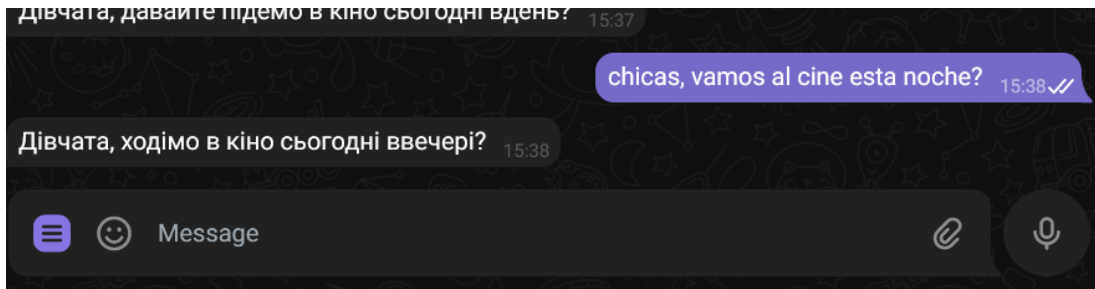 Дівчата, давайте підемо в кіно сьогодні вдень? 15:37
chicas, vamos al cine esta noche? 15:38
Дівчата, ходімо в кіно сьогодні ввечері? 15:38
Message